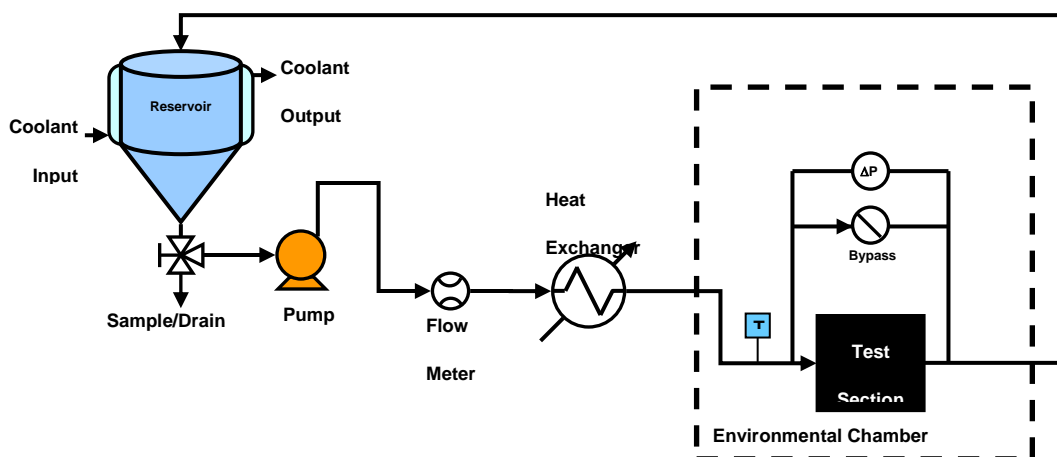 Coolant
Output
Reservoir
Coolant
Input
Sample/Drain
Pump
Flow
Meter
Heat
Exchanger
T
ΔP
Bypass
Test
Section
Environmental Chamber